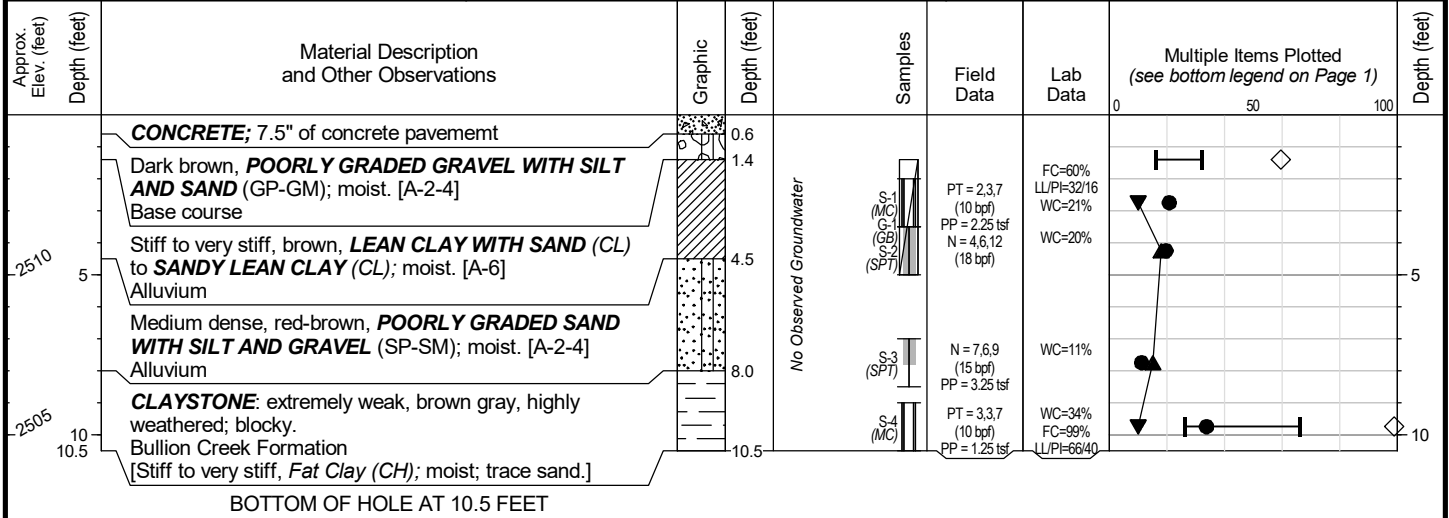 Approx.
Elev. (feet)
Depth (feet)
Material Description
and Other Observations
Graphic
Depth (feet)
Samples
Field
Data
Lab
Data
Multiple Items Plotted
(see bottom legend on Page 1)
0 50 100
Depth (feet)
CONCRETE; 7.5" of concrete pavememt
0.6
Dark brown, POORLY GRADED GRAVEL WITH SILT
AND SAND (GP-GM); moist. [A-2-4]
Base course
1.4
Stiff to very stiff, brown, LEAN CLAY WITH SAND (CL)
to SANDY LEAN CLAY (CL); moist. [A-6]
Alluvium
4.5
Medium dense, red-brown, POORLY GRADED SAND
WITH SILT AND GRAVEL (SP-SM); moist. [A-2-4]
Alluvium
8.0
CLAYSTONE: extremely weak, brown gray, highly
weathered; blocky.
Bullion Creek Formation
[Stiff to very stiff, Fat Clay (CH); moist; trace sand.]
10.5
BOTTOM OF HOLE AT 10.5 FEET
2510
5
2505
10
10.5
No Observed Groundwater
S-1
(MC)
G-1
(GB)
S-2
(SPT)
S-3
(SPT)
S-4
(MC)
PT = 2,3,7
(10 bpf)
PP = 2.25 tsf
N = 4,6,12
(18 bpf)
N = 7,6,9
(15 bpf)
PP = 3.25 tsf
PT = 3,3,7
(10 bpf)
PP = 1.25 tsf
FC=60%
LL/PI=32/16
WC=21%
WC=20%
WC=11%
WC=34%
FC=99%
LL/PI=66/40
5
10